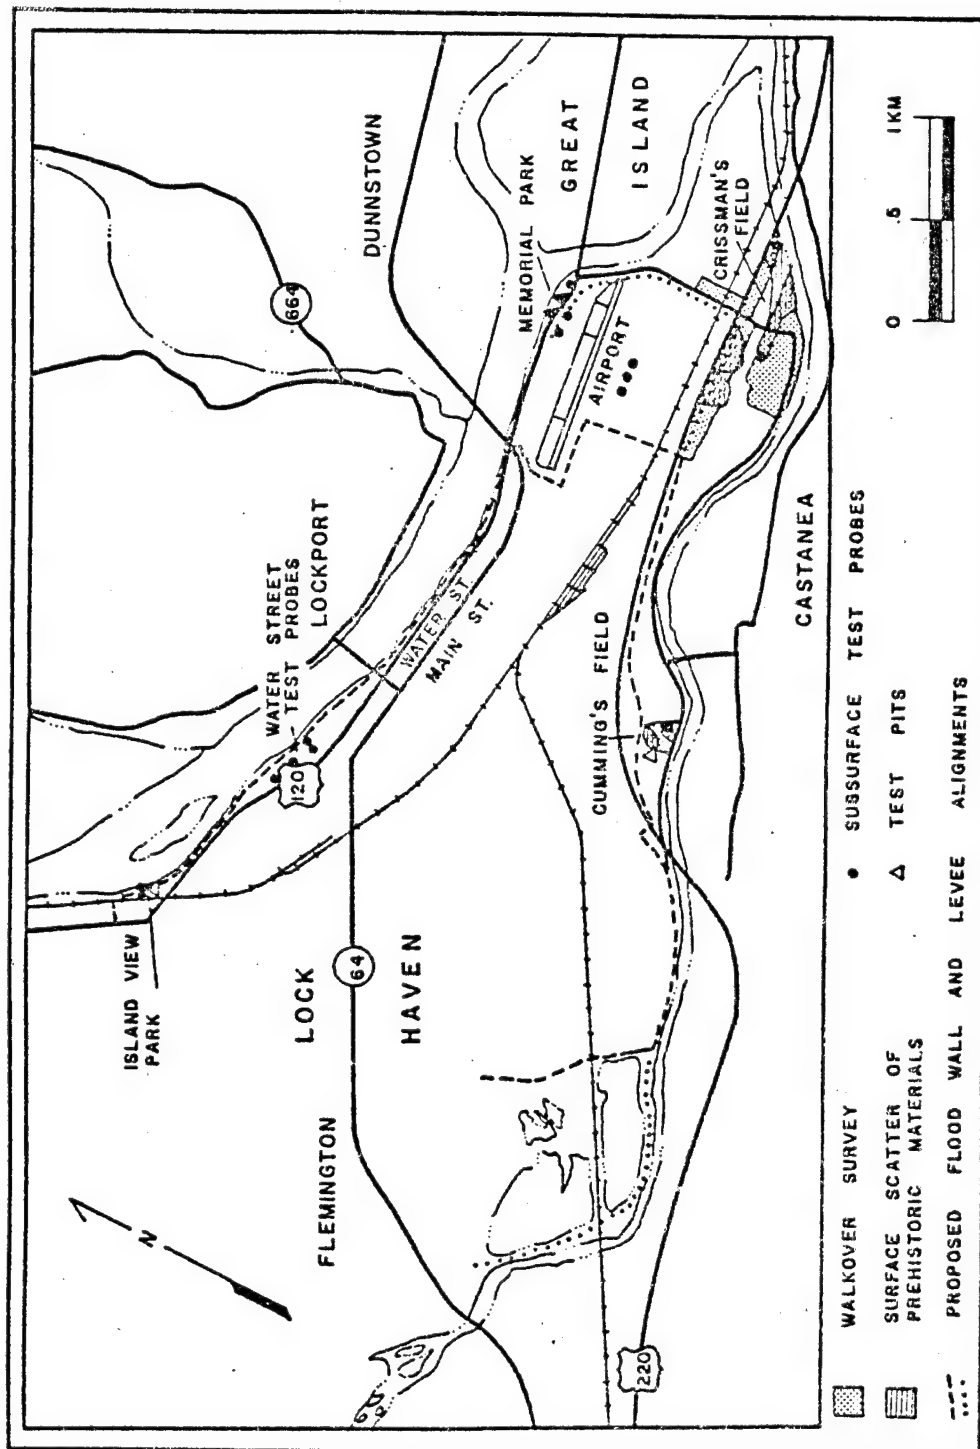 DUNNSTOWN
664
MEMORIAL PARK
GREAT
ISLAND
CRISSMAN'S
FIELD
AIRPORT
WATER STREET
TEST PROBES
LOCKPORT
WATER ST.
MAIN ST.
120
ISLAND VIEW
PARK
LOCK
HAVEN
64
CUMMING'S FIELD
CASTANEA
FLEMINGTON
N
220
0 .5 1KM
WALKOVER SURVEY
SURFACE SCATTER OF
PREHISTORIC MATERIALS
PROPOSED FLOOD WALL AND LEVEE ALIGNMENTS
SUBSURFACE TEST PROBES
TEST PITS